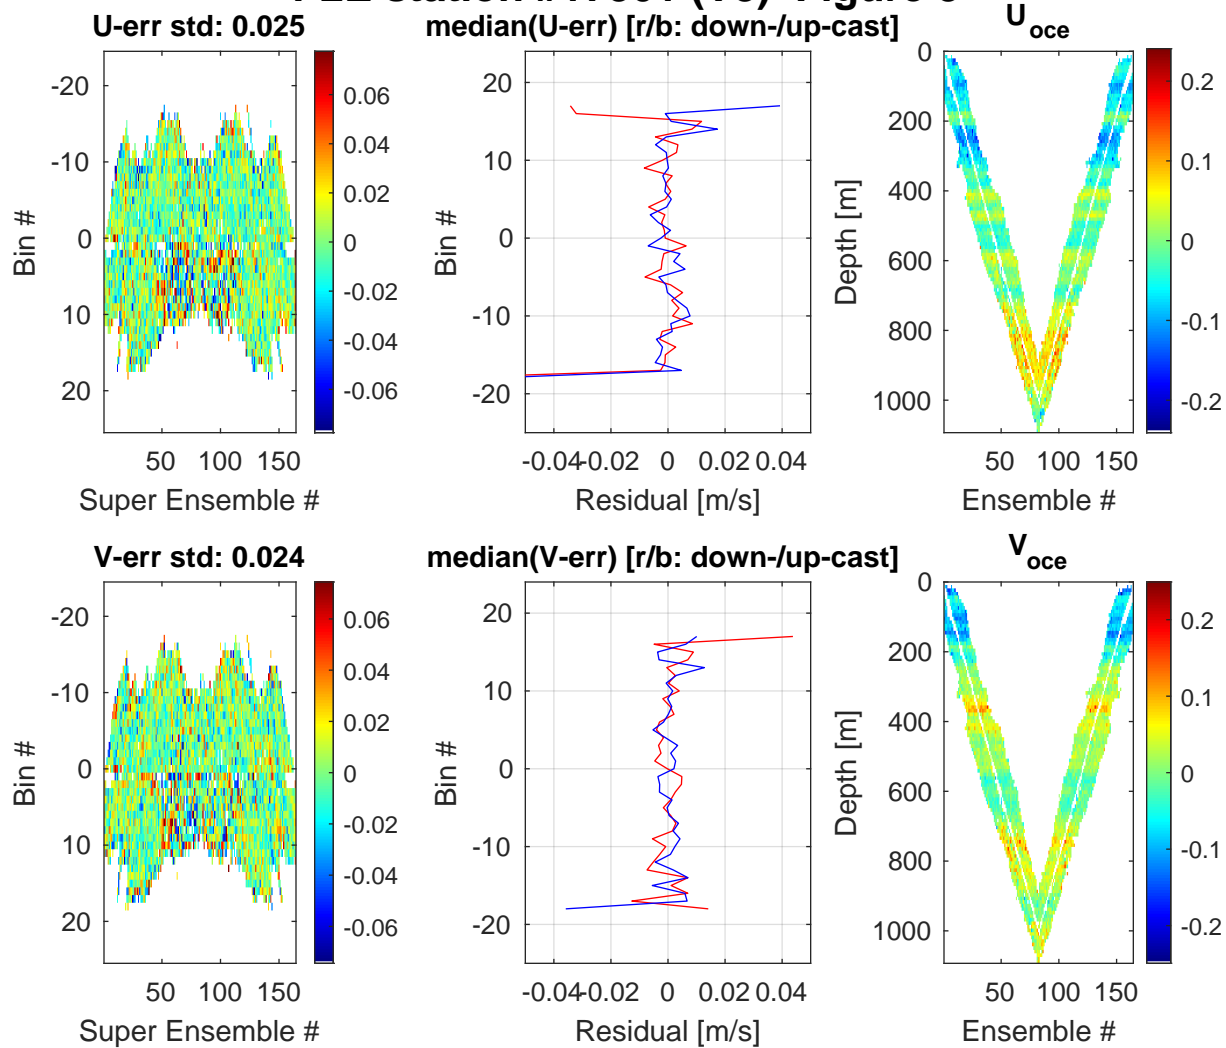 U-err std: 0.025
-20
-10
0
10
20
50 100 150
Super Ensemble #
Bin #
0.06
0.04
0.02
0
-0.02
-0.04
-0.06
median(U-err) [r/b: down-/up-cast]
20
10
0
-10
-20
-0.04 -0.02 0 0.02 0.04
Residual [m/s]
Bin #
U oce
0
200
400
600
800
1000
50 100 150
Ensemble #
Depth [m]
0.2
0.1
0
-0.1
-0.2
V-err std: 0.024
-20
-10
0
10
20
50 100 150
Super Ensemble #
Bin #
0.06
0.04
0.02
0
-0.02
-0.04
-0.06
median(V-err) [r/b: down-/up-cast]
20
10
0
-10
-20
-0.04 -0.02 0 0.02 0.04
Residual [m/s]
Bin #
V oce
0
200
400
600
800
1000
50 100 150
Ensemble #
Depth [m]
0.2
0.1
0
-0.1
-0.2